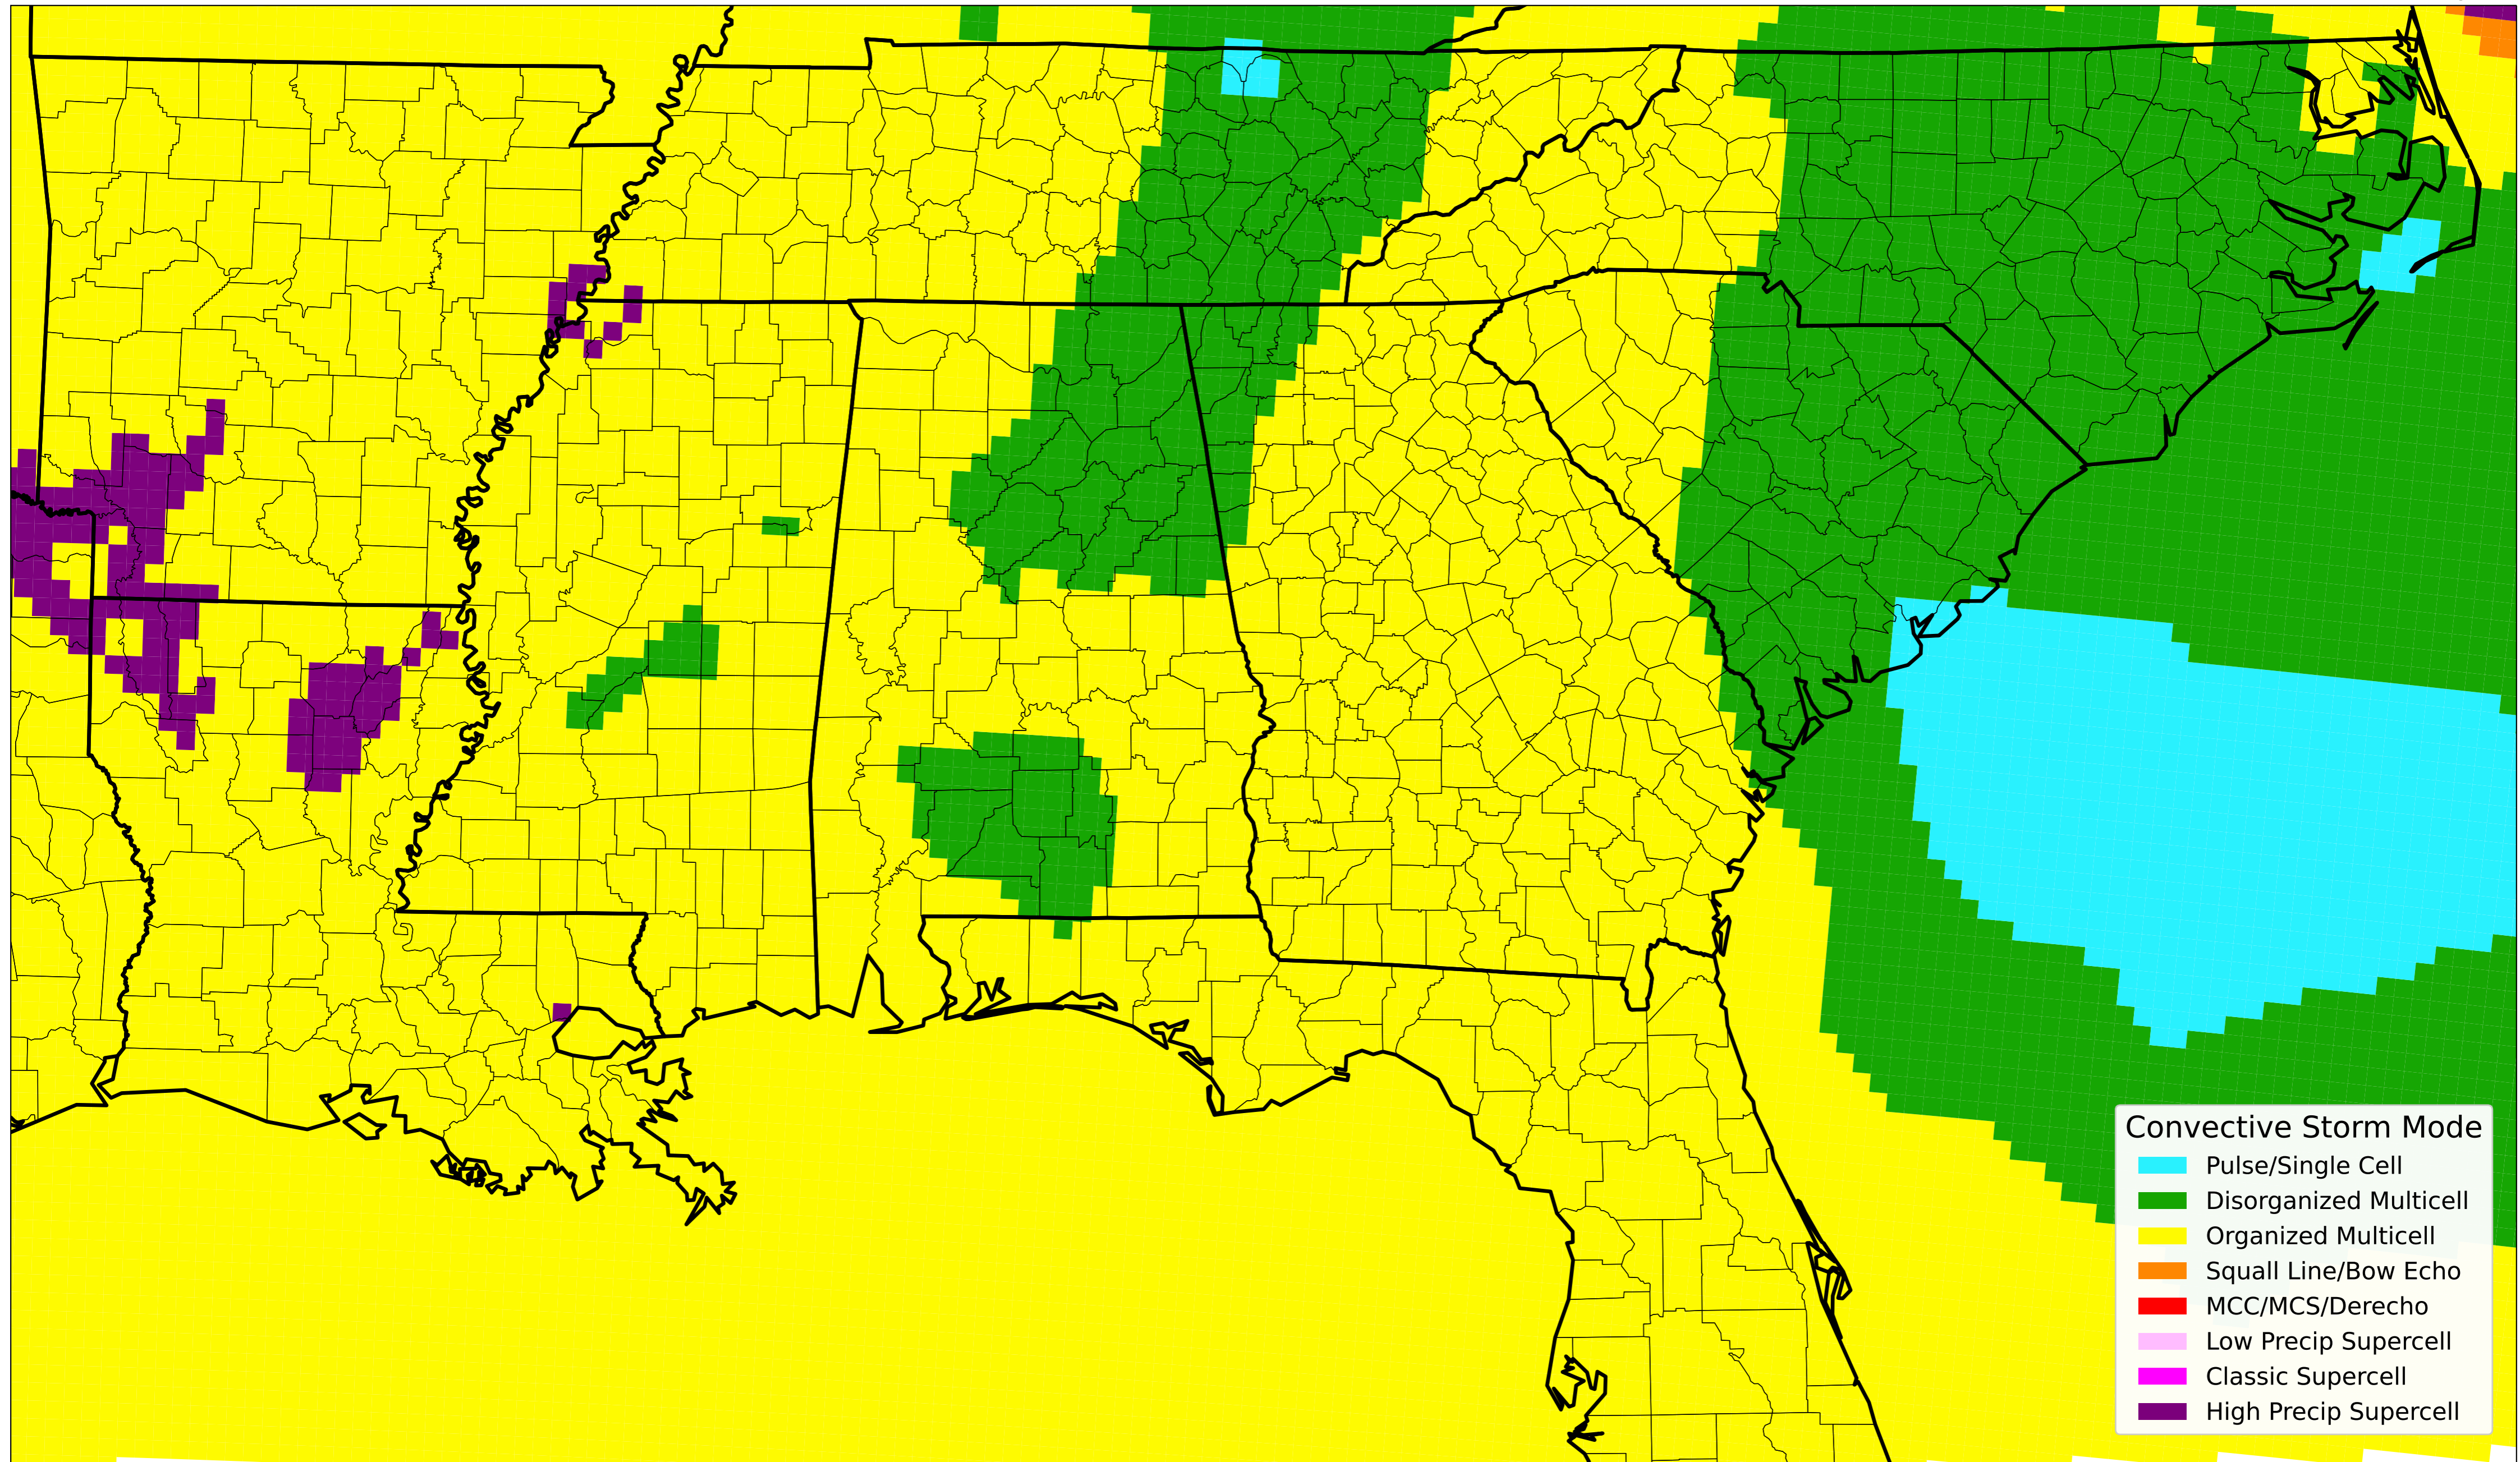 Convective Storm Mode
Pulse/Single Cell
Disorganized Multicell
Organized Multicell
Squall Line/Bow Echo
MCC/MCS/Derecho
Low Precip Supercell
Classic Supercell
High Precip Supercell